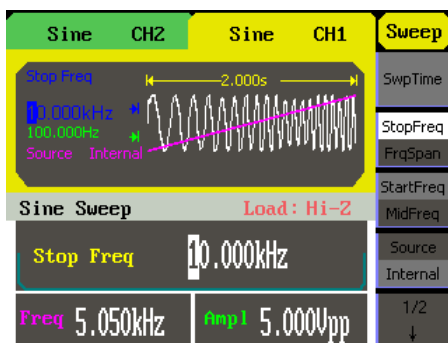 Sine CH2 Sine CH1 Sweep
Stop Freq
2.000s
10.000kHz
100.000Hz
Source Internal
SwpTime
StopFreq
FrqSpan
StartFreq
MidFreq
Sine Sweep Load: Hi-Z
Stop Freq 10.000kHz
Source
Internal
Freq 5.050kHz Ampl 5.000Vpp
1/2
↓